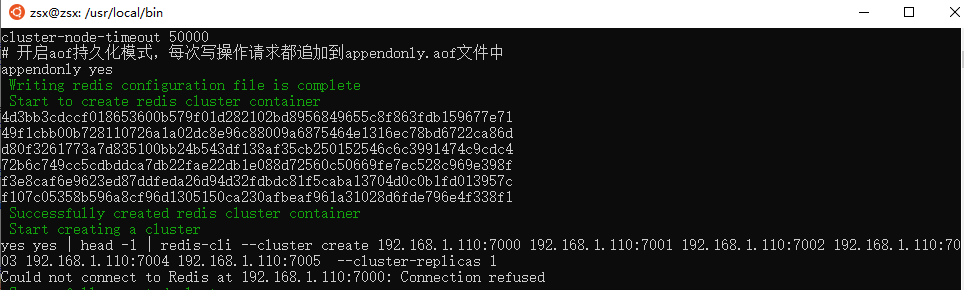 zsx@zsx: /usr/local/bin
cluster-node-timeout 50000
# 开启aof持久化模式，每次写操作请求都追加到appendonly.aof文件中
appendonly yes
Writing redis configuration file is complete
Start to create redis cluster container
4d3bb3cdccf018653600b579f01d282102bd8956849655c8f863fdb159677e71
49f1cbb00b728110726a1a02dc8e96c88009a6875464e1316ec78bd6722ca86d
d80f3261773a7d835100bb24b543df138af35cb250152546c6c3991474c9cdc4
72b6c749cc5cdbddca7db22fae22db1e088d72560c50669fe7ec528c969e398f
f3e8caf6e9623ed87ddfeda26d94d32fdbdc81f5caba13704d0c0b1fd013957c
f107c05358b596a8cf96d1305150ca230afbeaf961a31028d6fde796e4f338f1
Successfully created redis cluster container
Start creating a cluster
yes yes | head -1 | redis-cli --cluster create 192.168.1.110:7000 192.168.1.110:7001 192.168.1.110:7002 192.168.1.110:70
03 192.168.1.110:7004 192.168.1.110:7005  --cluster-replicas 1
Could not connect to Redis at 192.168.1.110:7000: Connection refused